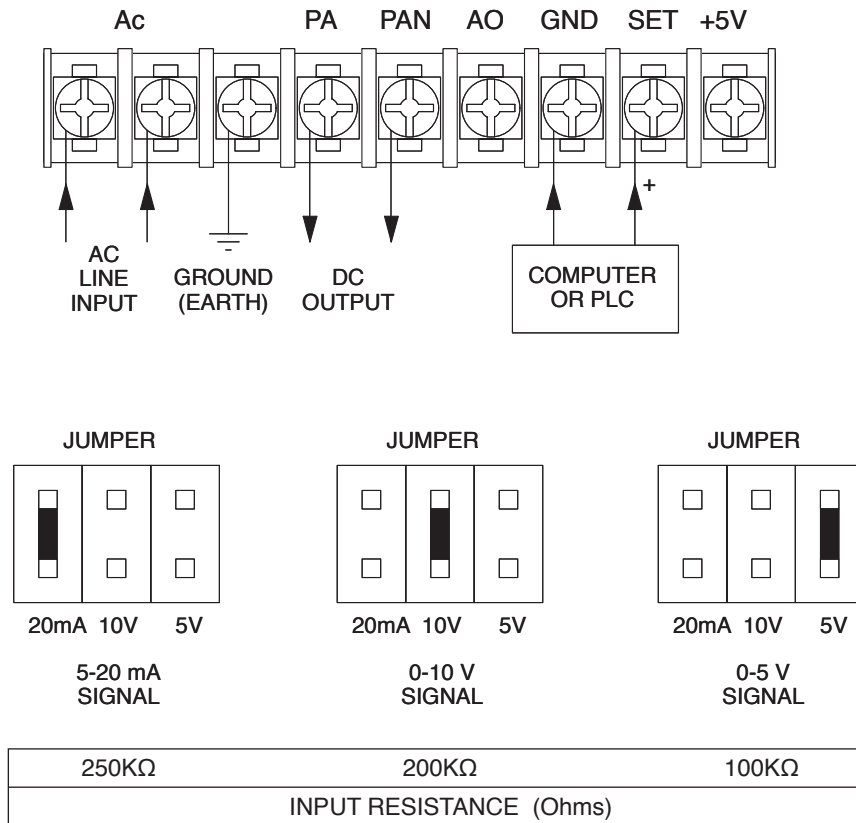 Ac PA PAN AO GND SET +5V
+
AC
LINE
INPUT
GROUND
(EARTH)
DC
OUTPUT
COMPUTER
OR PLC
JUMPER JUMPER JUMPER
20mA 10V 5V 20mA 10V 5V 20mA 10V 5V
5-20 mA
SIGNAL
0-10 V
SIGNAL
0-5 V
SIGNAL
250KΩ 200KΩ 100KΩ
INPUT RESISTANCE (Ohms)